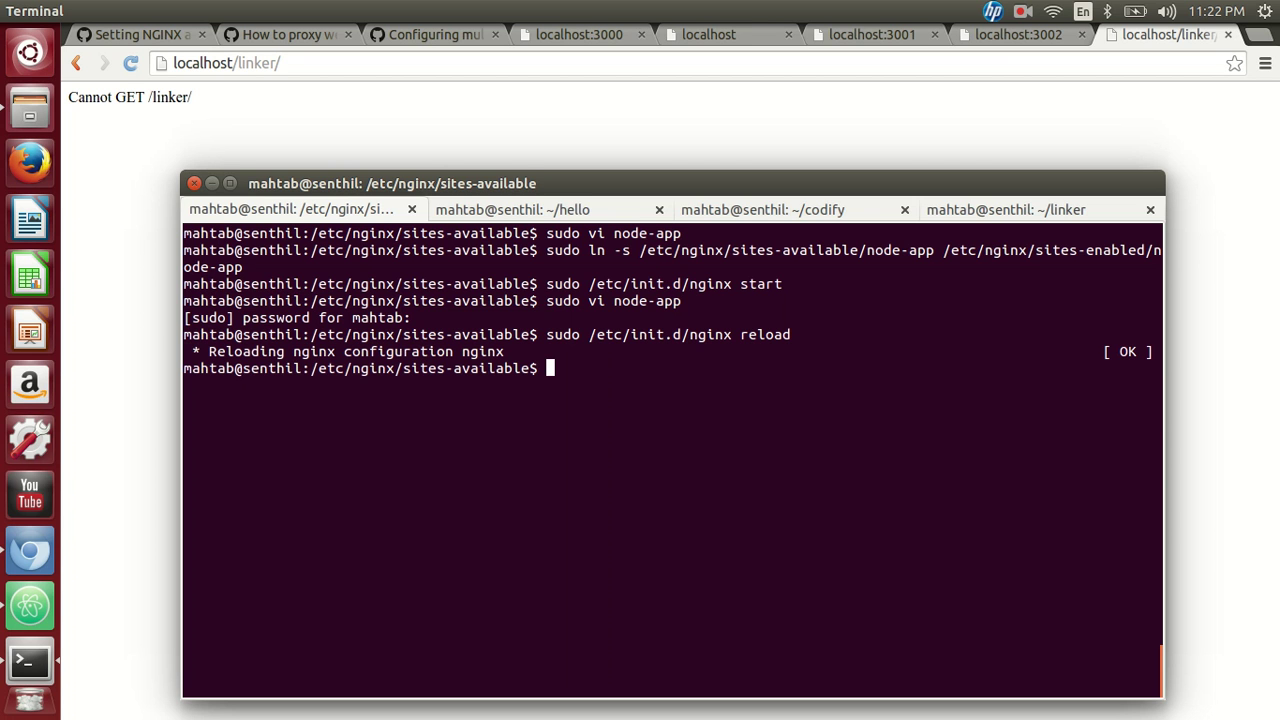 Terminal
En
11:22 PM
Setting NGINX a
How to proxy we
Configuring mul
localhost:3000
localhost
localhost:3001
localhost:3002
localhost/linker/
localhost/linker/
Cannot GET /linker/
mahtab@senthil: /etc/nginx/sites-available
mahtab@senthil: /etc/nginx/si...
mahtab@senthil: ~/hello
mahtab@senthil: ~/codify
mahtab@senthil: ~/linker
mahtab@senthil:/etc/nginx/sites-available$ sudo vi node-app
mahtab@senthil:/etc/nginx/sites-available$ sudo ln -s /etc/nginx/sites-available/node-app /etc/nginx/sites-enabled/n
ode-app
mahtab@senthil:/etc/nginx/sites-available$ sudo /etc/init.d/nginx start
mahtab@senthil:/etc/nginx/sites-available$ sudo vi node-app
[sudo] password for mahtab:
mahtab@senthil:/etc/nginx/sites-available$ sudo /etc/init.d/nginx reload
* Reloading nginx configuration nginx [ OK ]
mahtab@senthil:/etc/nginx/sites-available$
You
Tube